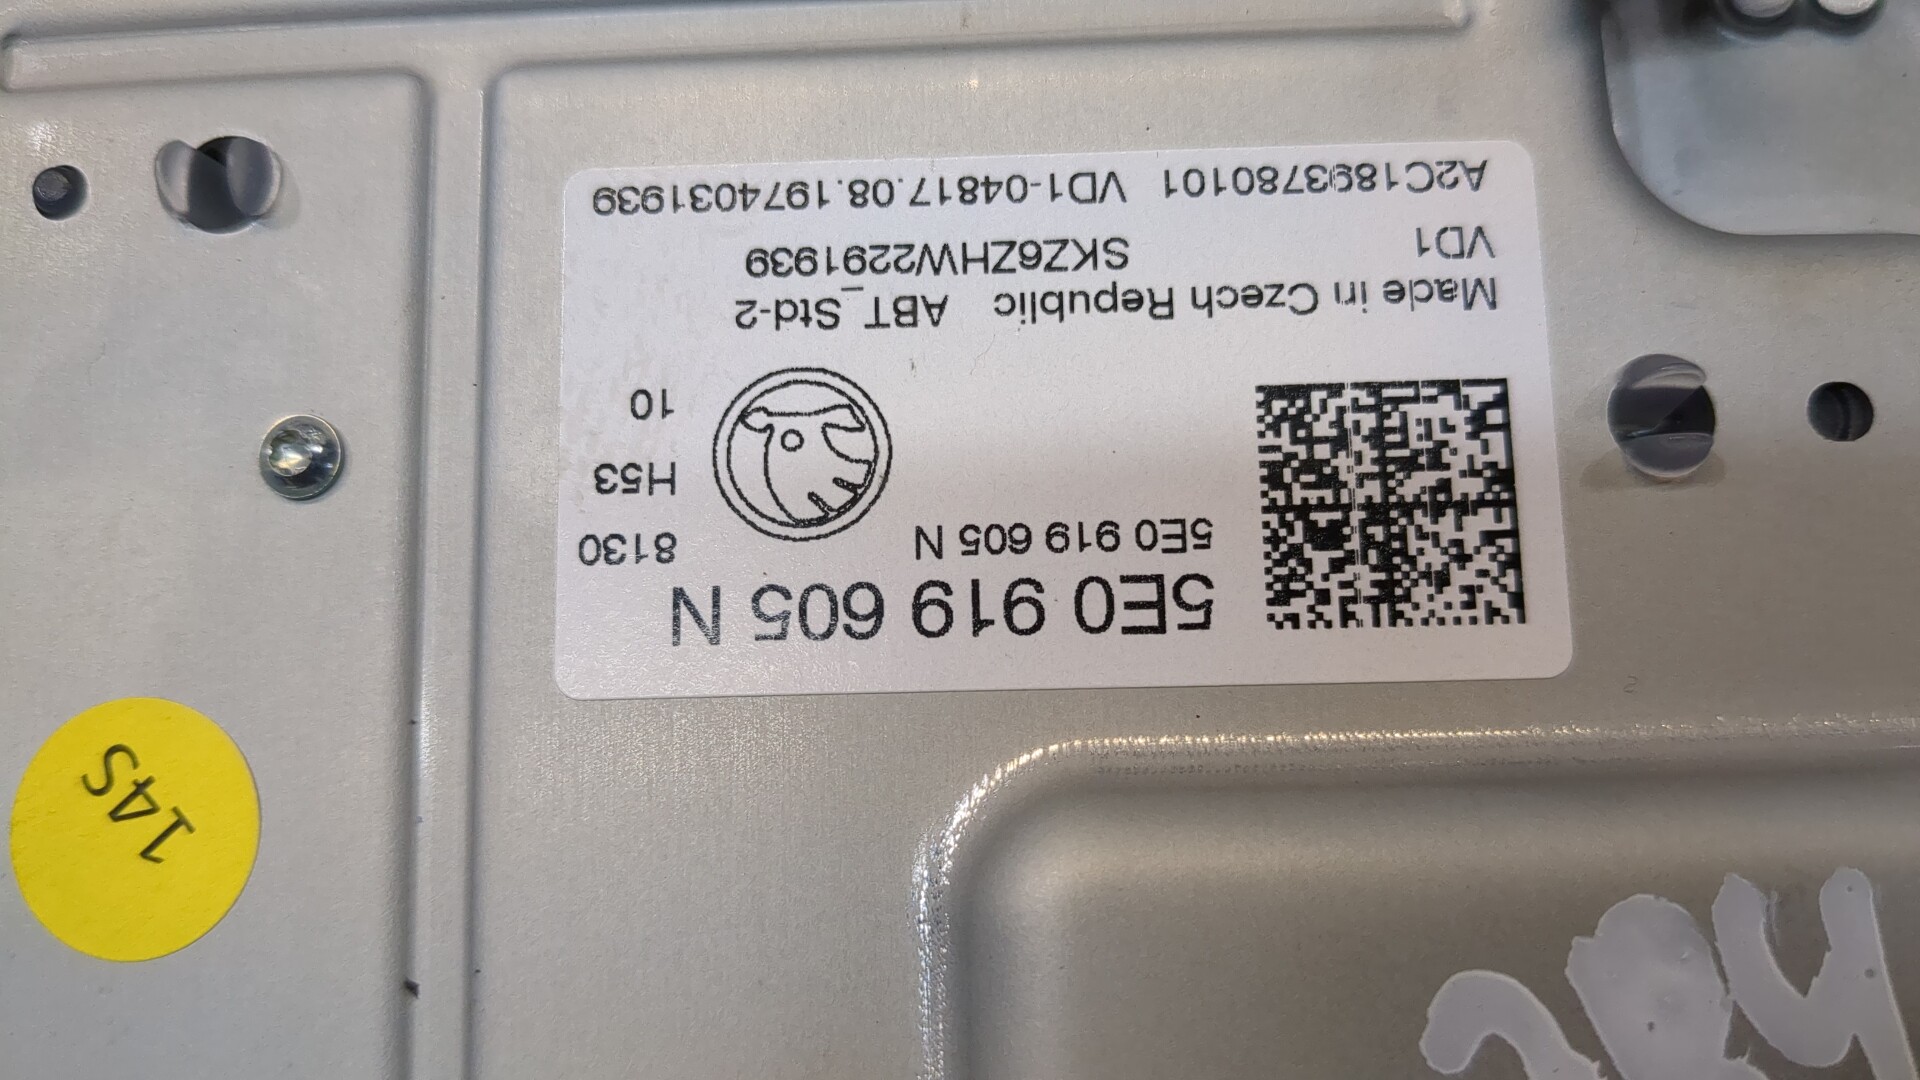 5E0 919 605 N
5E0 919 605 N
8130
H53
10
Made in Czech Republic ABT_Std-2
VD1 SKZ6ZHW2291939
A2C1893780101 VD1-04817.08.1974031939
14S